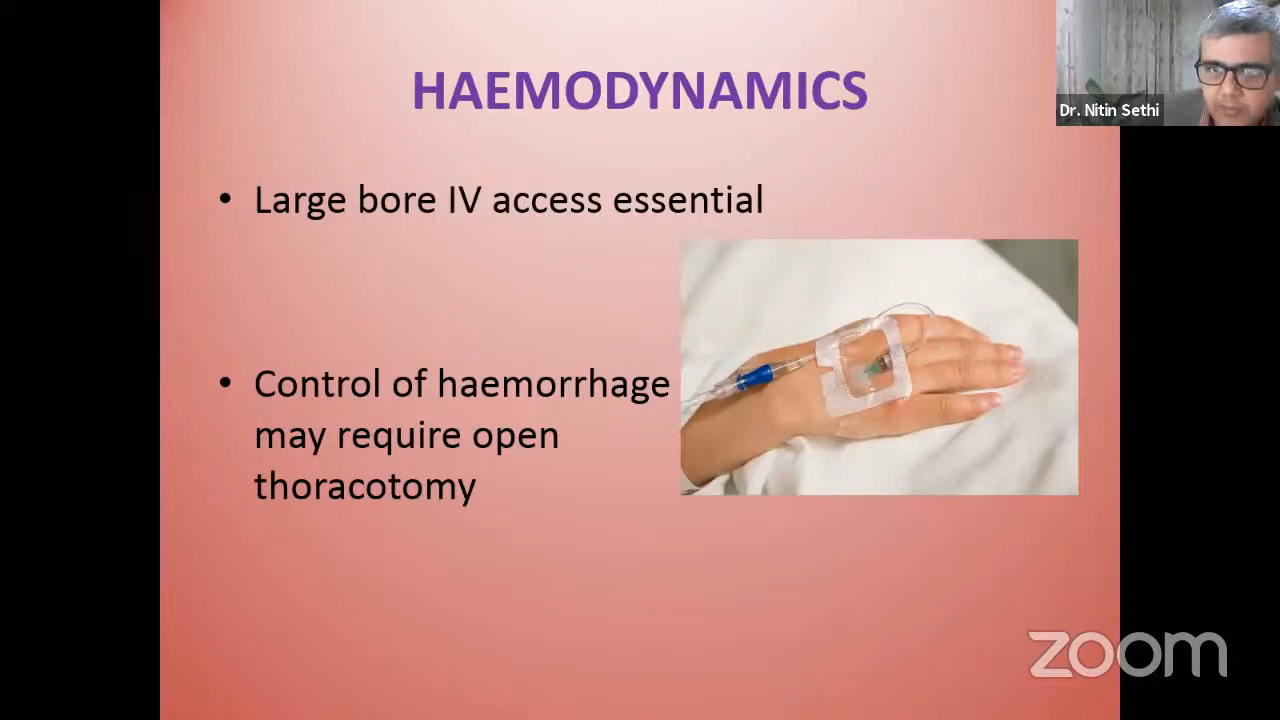 HAEMODYNAMICS
Dr. Nitin Sethi
• Large bore IV access essential
• Control of haemorrhage
may require open
thoracotomy
zoom